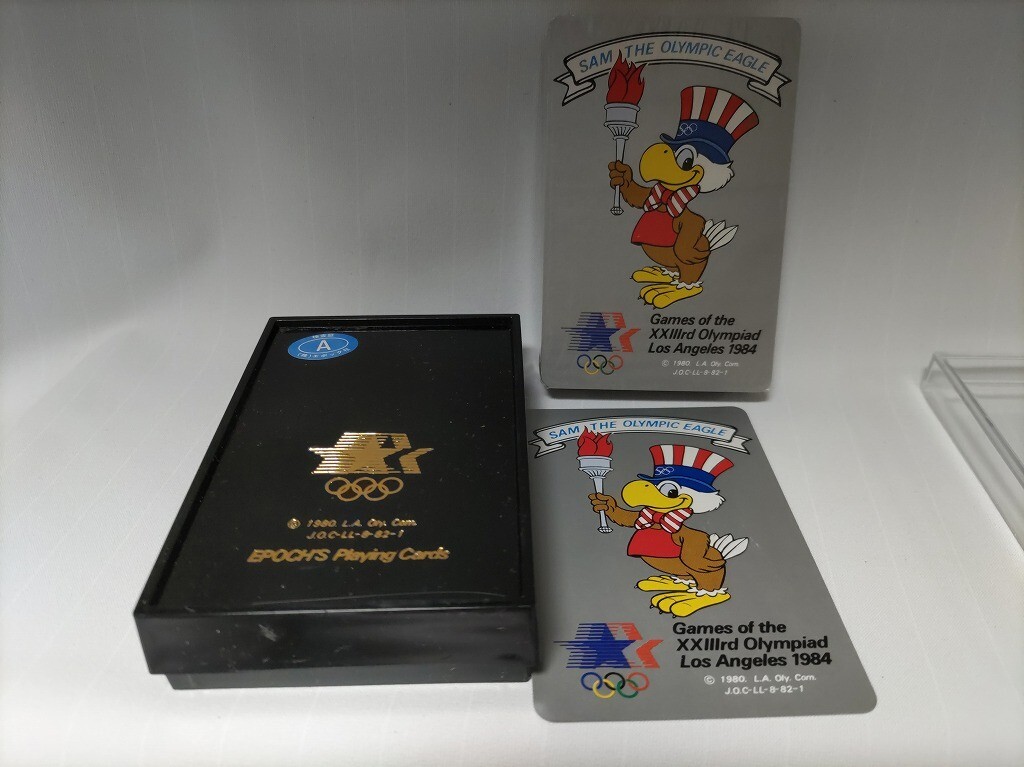 SAM THE OLYMPIC EAGLE
Games of the
XXIIIrd Olympiad
Los Angeles 1984
© 1980. L.A. Oly. Com.
J.O.C-LL-8-82-1
A
© 1980. L.A. Oly. Com.
J.O.C-LL-8-82-1
EPOCH'S Playing Cards
SAM THE OLYMPIC EAGLE
Games of the
XXIIIrd Olympiad
Los Angeles 1984
© 1980. L.A. Oly. Com.
J.O.C-LL-8-82-1